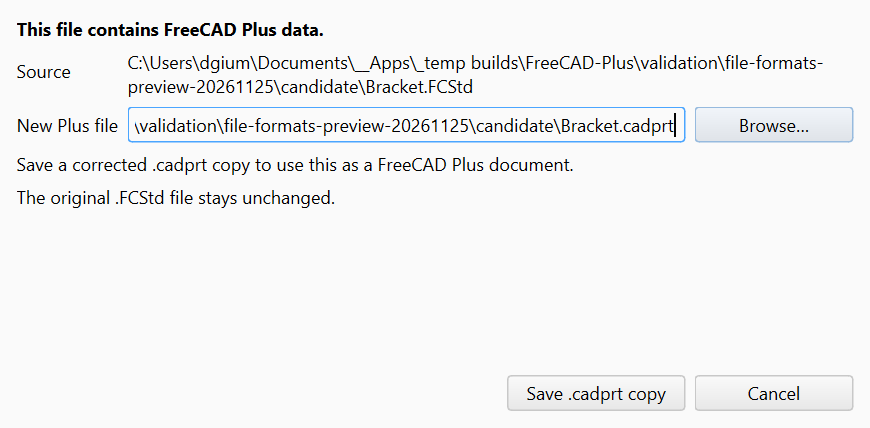 This file contains FreeCAD Plus data.
Source
C:\Users\dgium\Documents\__Apps\_temp builds\FreeCAD-Plus\validation\file-formats-
preview-20261125\candidate\Bracket.FCStd
New Plus file
\validation\file-formats-preview-20261125\candidate\Bracket.cadprt
Browse...
Save a corrected .cadprt copy to use this as a FreeCAD Plus document.
The original .FCStd file stays unchanged.
Save .cadprt copy
Cancel